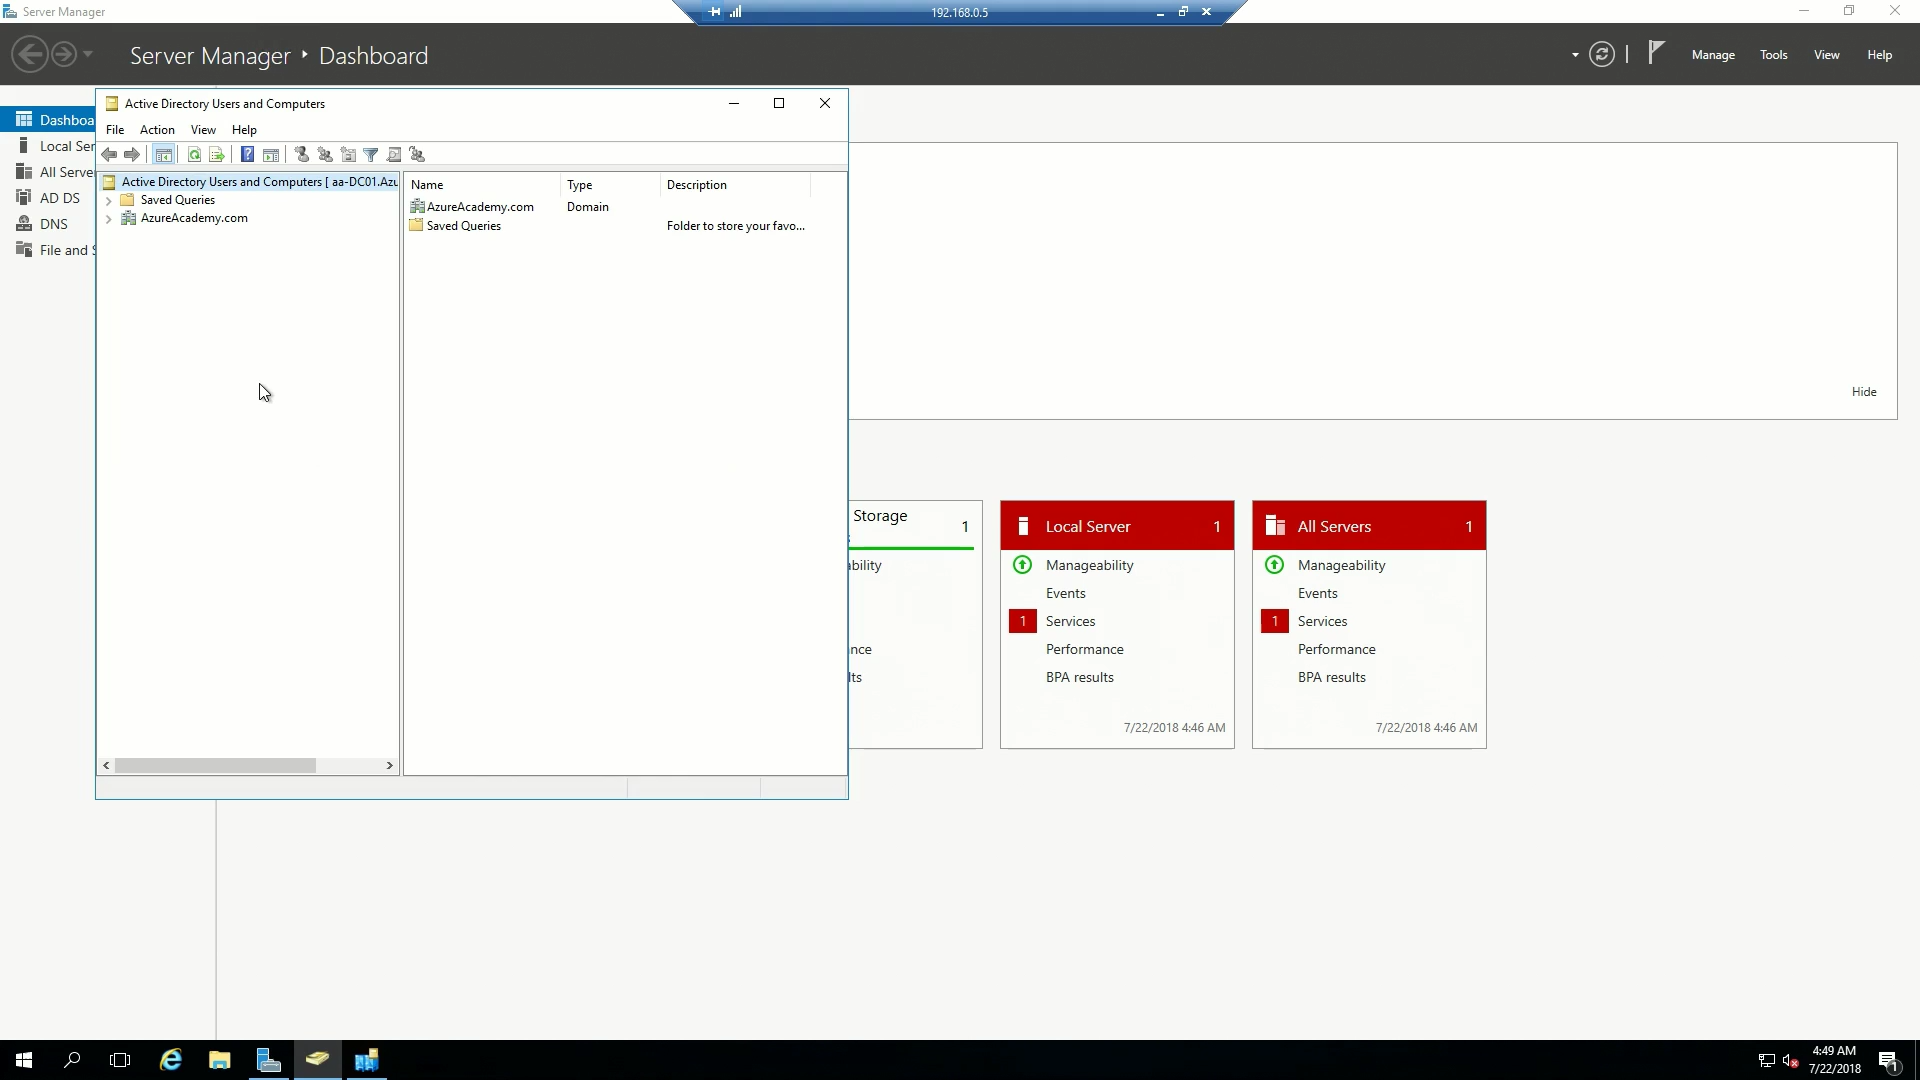 Server Manager
192.168.0.5
Server Manager Dashboard
Manage Tools View Help
Active Directory Users and Computers
File Action View Help
Dashboa
Local Ser
All Serve
AD DS
DNS
File and S
Active Directory Users and Computers [ aa-DC01.Azu
Saved Queries
AzureAcademy.com
Name Type Description
AzureAcademy.com Domain
Saved Queries Folder to store your favo...
Hide
Storage 1
ability
nce
lts
Local Server 1
Manageability
Events
1 Services
Performance
BPA results
7/22/2018 4:46 AM
All Servers 1
Manageability
Events
1 Services
Performance
BPA results
7/22/2018 4:46 AM
4:49 AM
7/22/2018
1